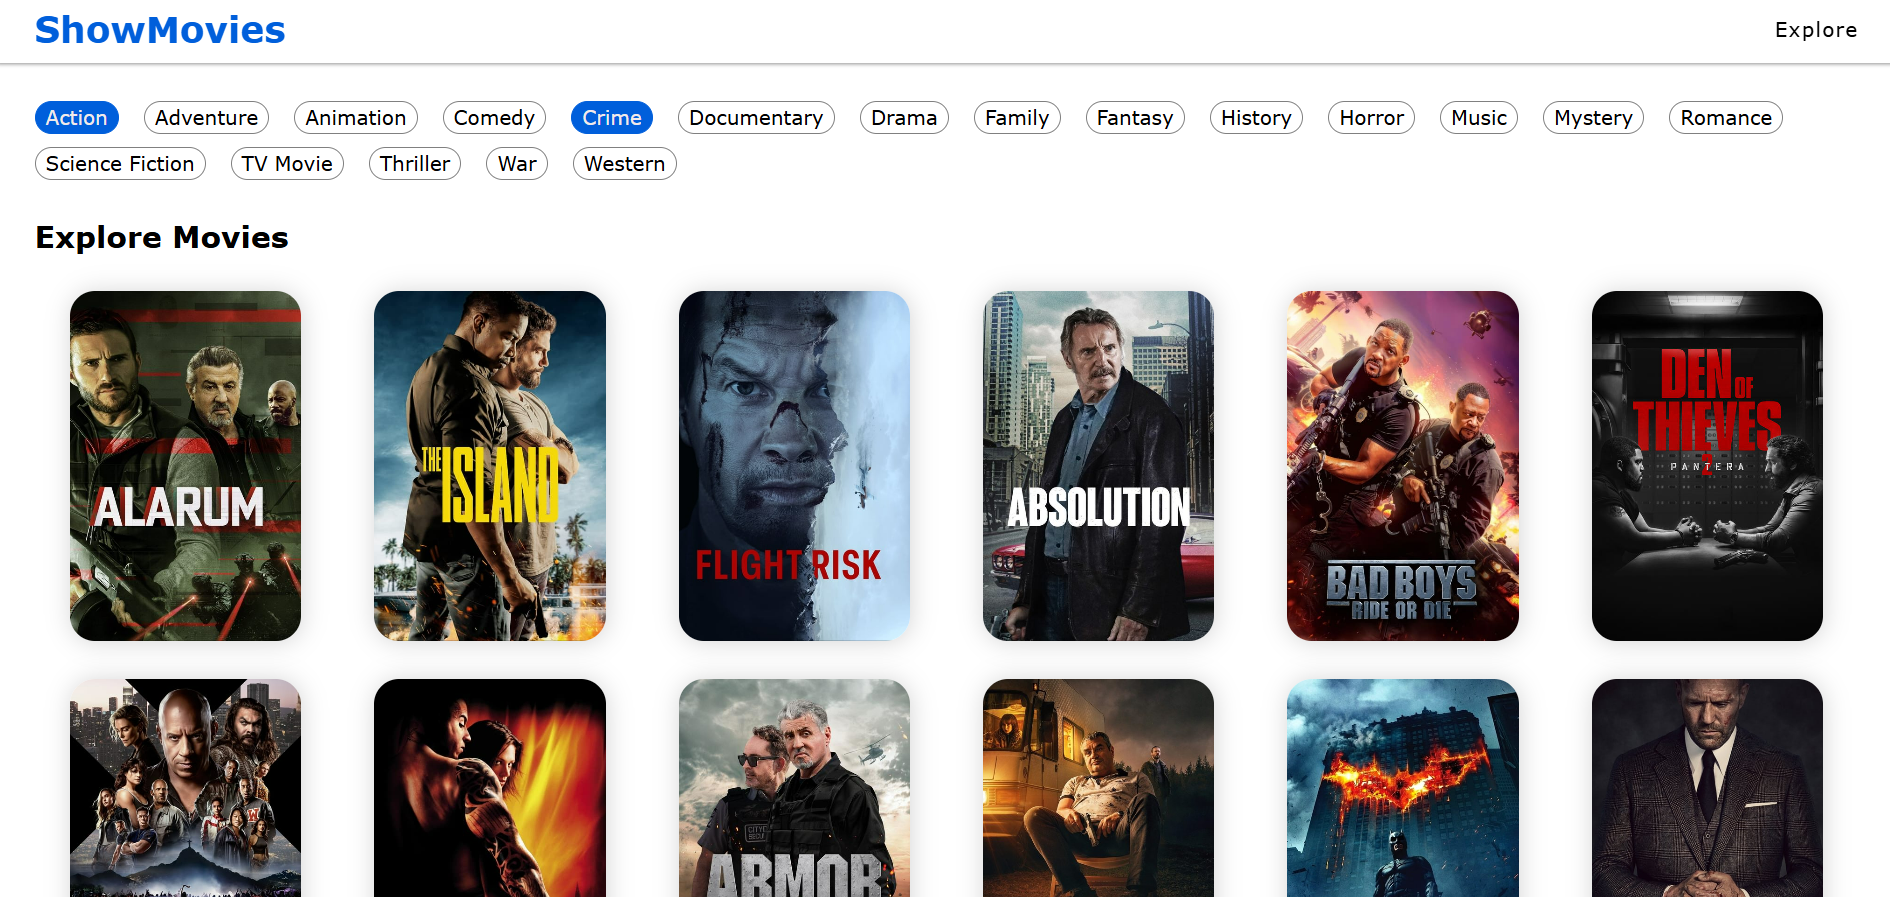 ShowMovies
Explore
Action Adventure Animation Comedy Crime Documentary Drama Family Fantasy History Horror Music Mystery Romance
Science Fiction TV Movie Thriller War Western
Explore Movies
ALARUM
THE ISLAND
FLIGHT RISK
ABSOLUTION
BAD BOYS
RIDE OR DIE
DEN OF
THIEVES
2
PANTERA
ARMOR